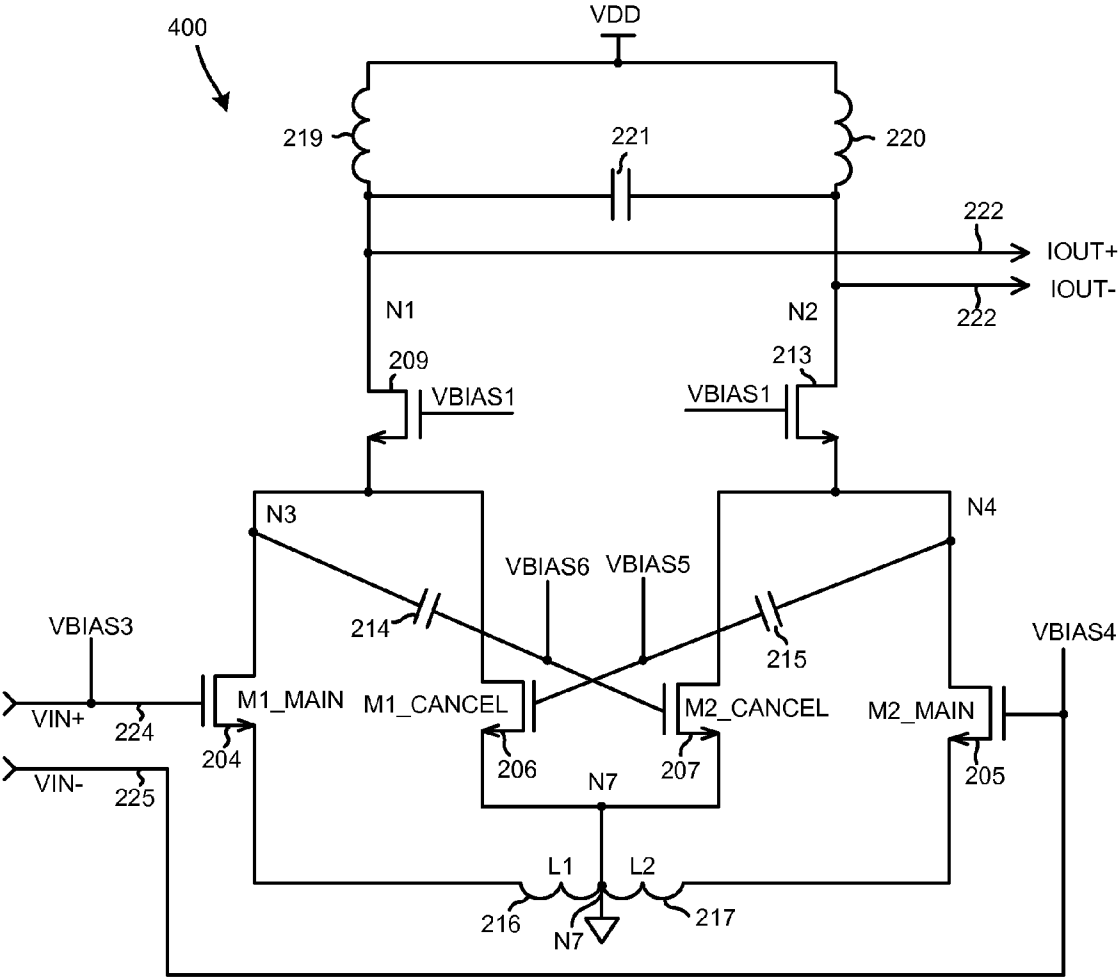 400
VDD
219
221
220
222
IOUT+
IOUT-
222
N1
N2
209
213
VBIAS1
VBIAS1
N3
N4
VBIAS6
VBIAS5
214
215
VBIAS3
VBIAS4
M1_MAIN
M1_CANCEL
M2_CANCEL
M2_MAIN
VIN+
224
204
206
207
205
VIN-
225
N7
L1
L2
216
217
N7